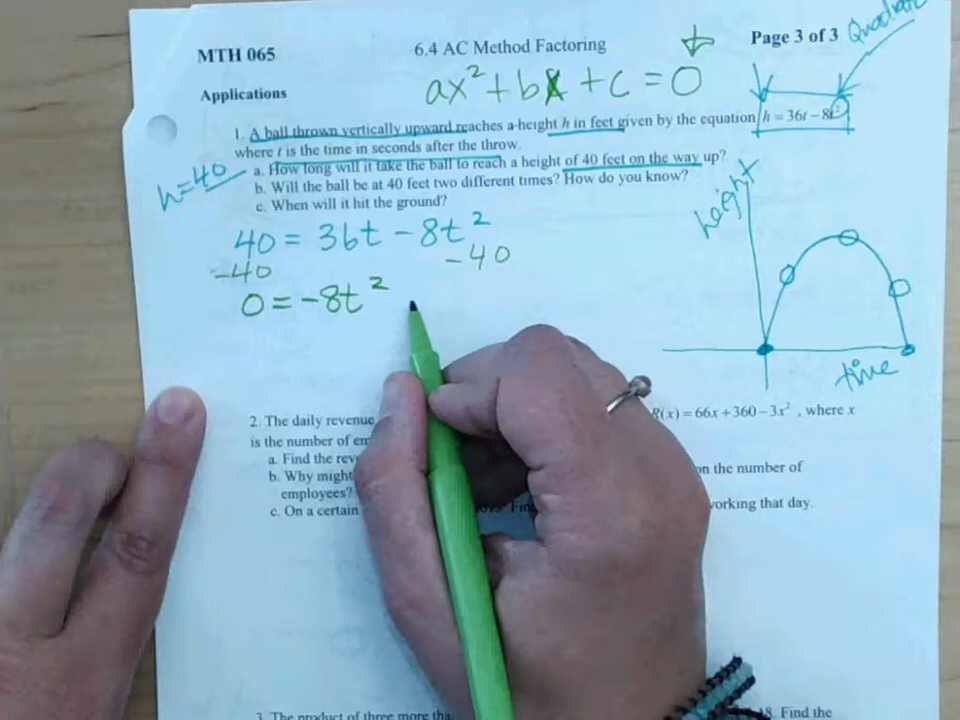 MTH 065 6.4 AC Method Factoring Page 3 of 3
Quadratic
ax² + bx + c = 0
Applications
1. A ball thrown vertically upward reaches a height h in feet given by the equation h = 36t − 8t²
where t is the time in seconds after the throw.
a. How long will it take the ball to reach a height of 40 feet on the way up?
h=40
b. Will the ball be at 40 feet two different times? How do you know?
c. When will it hit the ground?
height
40 = 36t − 8t²
−40 −40
0 = −8t²
time
2. The daily revenue R(x) = 66x + 360 − 3x² , where x
is the number of
a. Find the
b. Why might on the number of
employees? working that day.
c. On a certain
3. The product of three more
8. Find the